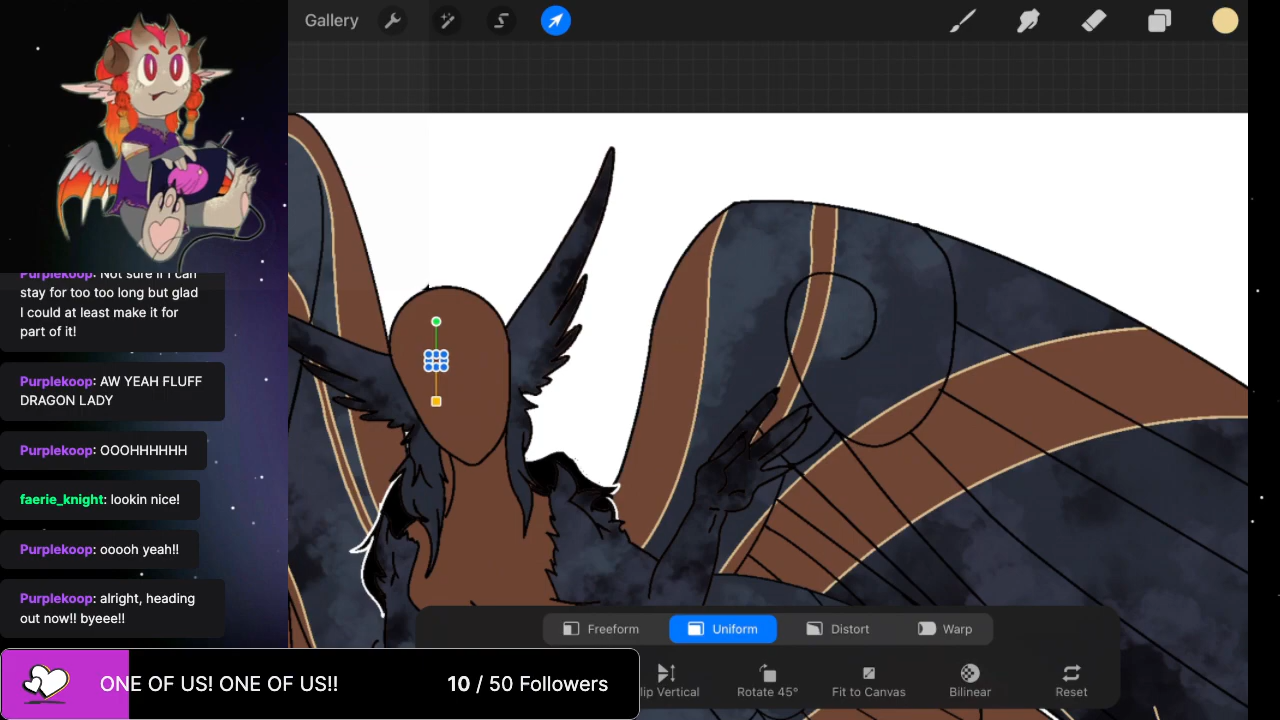 Gallery
Purplekoop: Not sure if I can
stay for too too long but glad
I could at least make it for
part of it!
Purplekoop: AW YEAH FLUFF
DRAGON LADY
Purplekoop: OOOHHHHHH
faerie_knight: lookin nice!
Purplekoop: ooooh yeah!!
Purplekoop: alright, heading
out now!! byeee!!
ONE OF US! ONE OF US!!
10 / 50 Followers
Freeform
Uniform
Distort
Warp
lip Vertical
Rotate 45°
Fit to Canvas
Bilinear
Reset